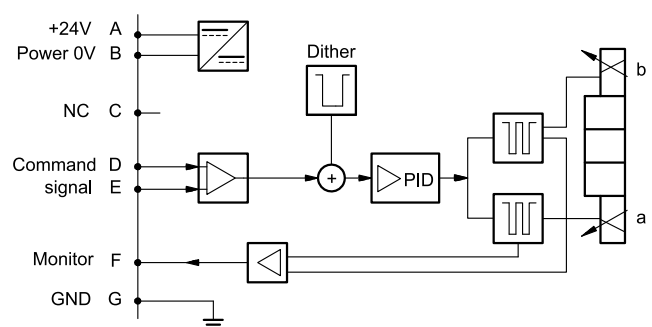 +24V A
Power 0V B
Dither
b
NC C
Command D
signal E
+
PID
a
Monitor F
GND G